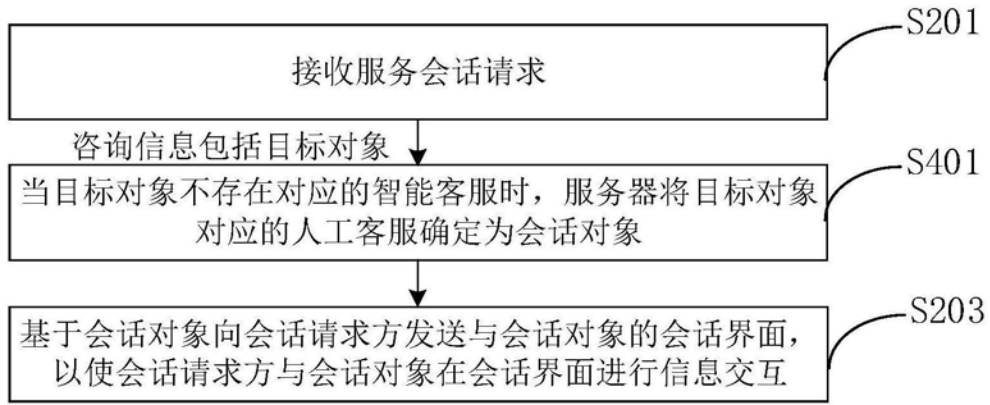 S201
接收服务会话请求
咨询信息包括目标对象
S401
当目标对象不存在对应的智能客服时，服务器将目标对象
对应的人工客服确定为会话对象
S203
基于会话对象向会话请求方发送与会话对象的会话界面，
以使会话请求方与会话对象在会话界面进行信息交互